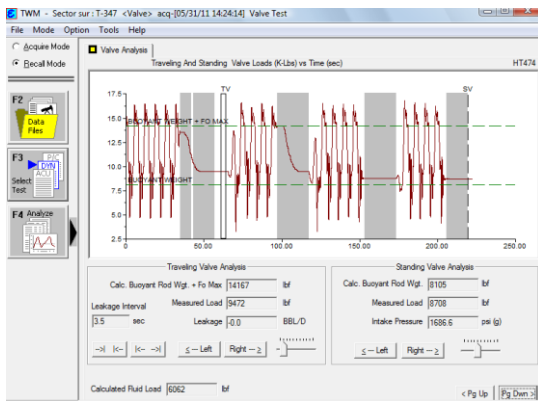 TWM - Sector sur : T-347 <Valve> acq-[05/31/11 14:24:14] Valve Test
File Mode Option Tools Help
Acquire Mode
Recall Mode
F2
Data Files
F3
Select Test
F4 Analyze
Valve Analysis
Traveling And Standing Valve Loads (K-Lbs) vs Time (sec)
HT474
TV
SV
17.5
15.0
BUOYANT WEIGHT + FO MAX
12.5
10.0
BUOYANT WEIGHT
7.5
5.0
2.5
0 50.00 100.00 150.00 200.00 250.00
Traveling Valve Analysis
Calc. Buoyant Rod Wgt. + Fo Max 14167 lbf
Leakage Interval
Measured Load 9472 lbf
3.5 sec
Leakage -0.0 BBL/D
->| |<- |<- ->| < -- Left Right -- >
Standing Valve Analysis
Calc. Buoyant Rod Wgt. 8105 lbf
Measured Load 8708 lbf
Intake Pressure 1686.6 psi (g)
< -- Left Right -- >
Calculated Fluid Load 6062 lbf
< Pg Up Pg Dwn >